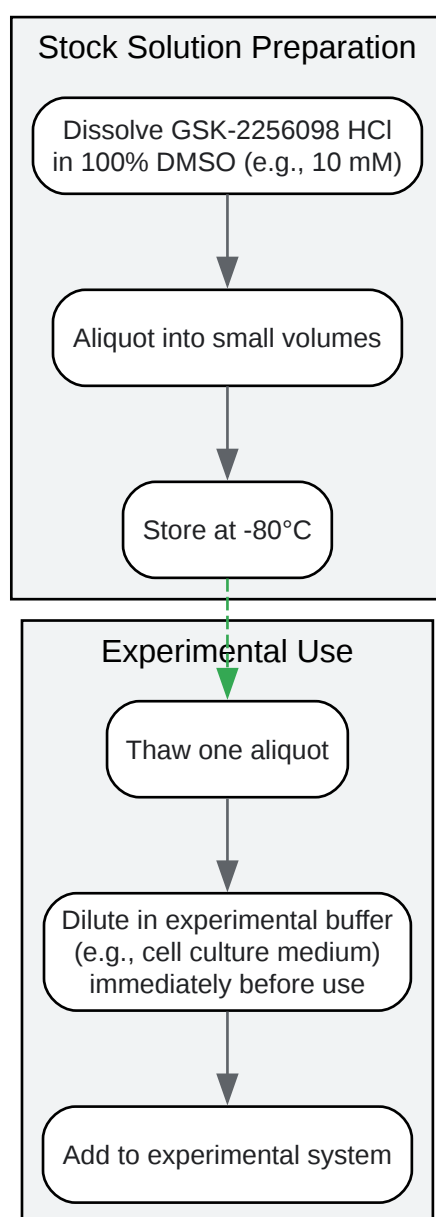 Stock Solution Preparation
Dissolve GSK-2256098 HCl
in 100% DMSO (e.g., 10 mM)
Aliquot into small volumes
Store at -80°C
Experimental Use
Thaw one aliquot
Dilute in experimental buffer
(e.g., cell culture medium)
immediately before use
Add to experimental system